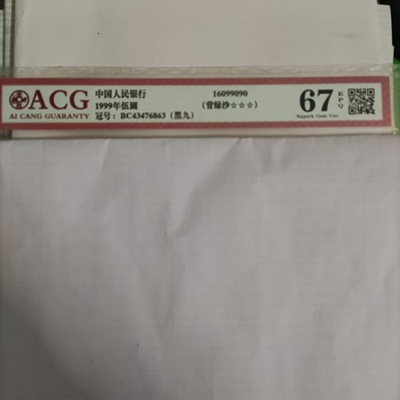 ACG
AI CANG GUARANTY
中国人民银行
1999年伍圆
冠号：BC43476863（黑九）
16099090
（背绿沙☆☆☆）
67
EPQ
Superb Gem Unc